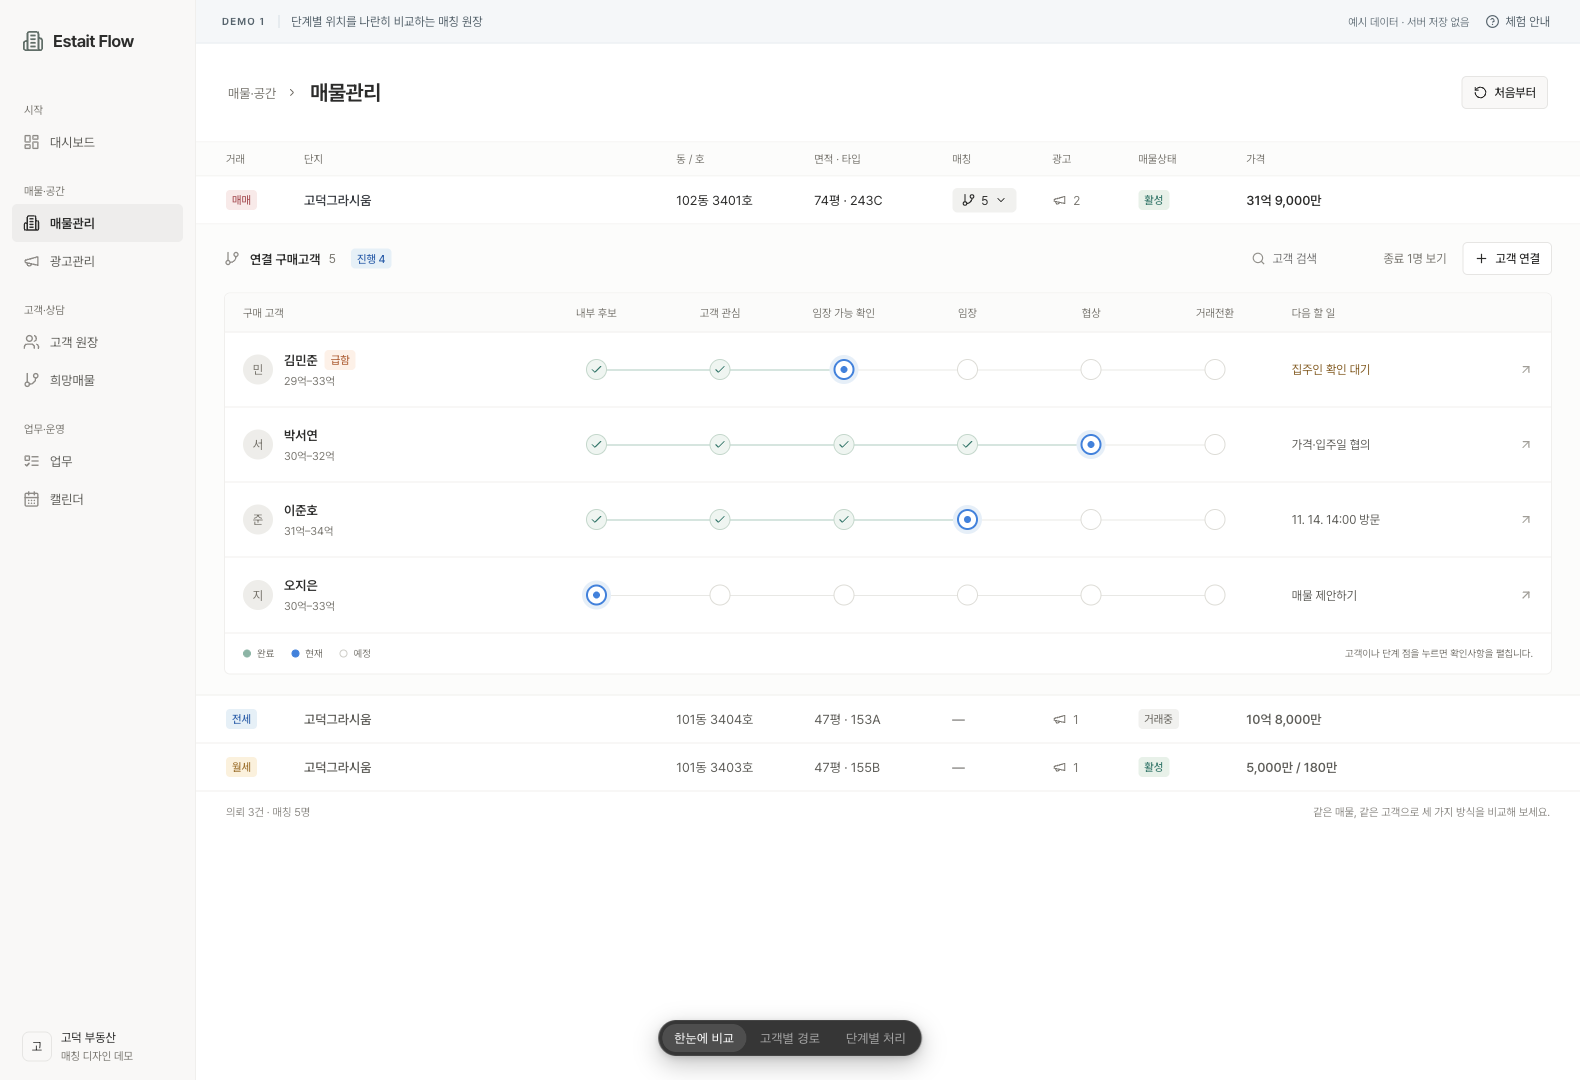 Estait Flow
시작
대시보드
매물·공간
매물관리
광고관리
고객·상담
고객 원장
희망매물
업무·운영
업무
캘린더
고
고덕 부동산
매칭 디자인 데모
DEMO 1 단계별 위치를 나란히 비교하는 매칭 원장 예시 데이터 · 서버 저장 없음 체험 안내
매물·공간 매물관리 처음부터
거래 단지 동 / 호 면적 · 타입 매칭 광고 매물상태 가격
매매 고덕그라시움 102동 3401호 74평 · 243C 5 2 활성 31억 9,000만
연결 구매고객 5 진행 4 고객 검색 종료 1명 보기 고객 연결
구매 고객 내부 후보 고객 관심 임장 가능 확인 임장 협상 거래전환 다음 할 일
민 김민준 급함 집주인 확인 대기
29억–33억
서 박서연 가격·입주일 협의
30억–32억
준 이준호 11. 14. 14:00 방문
31억–34억
지 오지은 매물 제안하기
30억–33억
완료 현재 예정 고객이나 단계 점을 누르면 확인사항을 펼칩니다.
전세 고덕그라시움 101동 3404호 47평 · 153A — 1 거래중 10억 8,000만
월세 고덕그라시움 101동 3403호 47평 · 155B — 1 활성 5,000만 / 180만
의뢰 3건 · 매칭 5명 같은 매물, 같은 고객으로 세 가지 방식을 비교해 보세요.
한눈에 비교 고객별 경로 단계별 처리